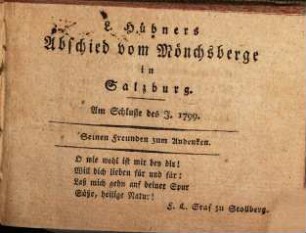 L Hübners
Abschied vom Mönchsberge
in
Salzburg.
Am Schluße des J. 1799.
Seinen Freunden zum Andenken.
O wie wohl ist mir bey dir!
Will dich lieben für und für;
Laß mich gehn auf deiner Spur
Süße, heilige Natur!
F. L. Graf zu Stollberg.